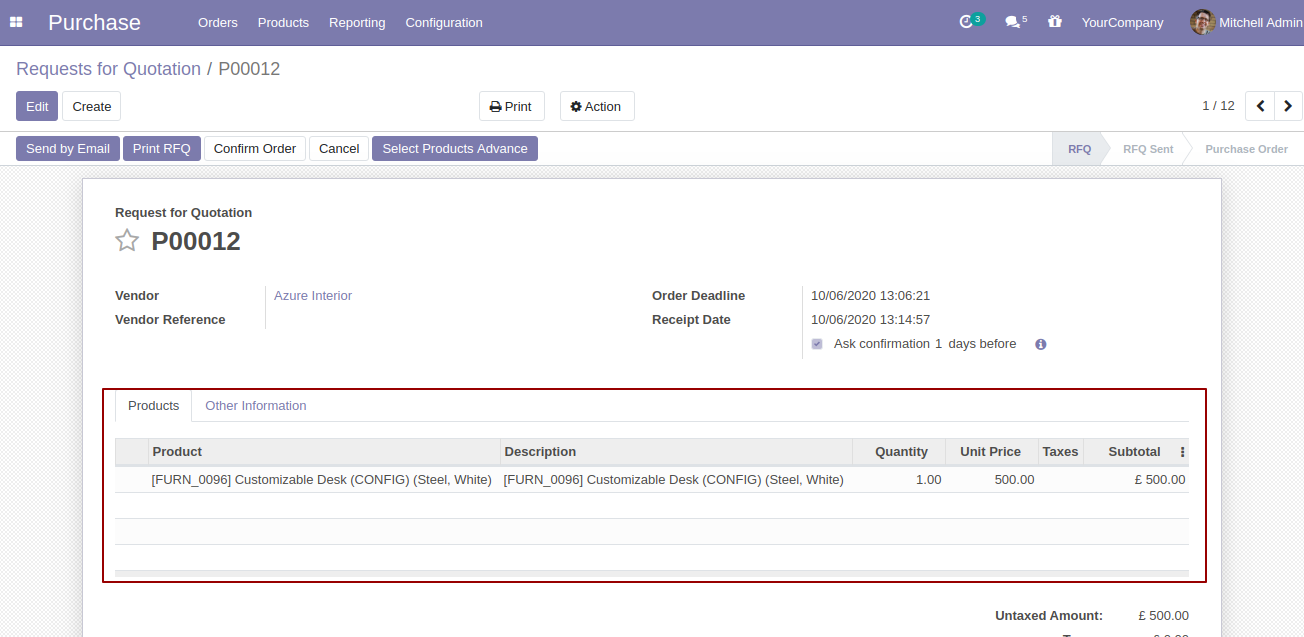 Purchase Orders Products Reporting Configuration 3 5 YourCompany Mitchell Admin
Requests for Quotation / P00012
Edit Create Print Action 1 / 12
Send by Email Print RFQ Confirm Order Cancel Select Products Advance RFQ RFQ Sent Purchase Order
Request for Quotation
P00012
Vendor Azure Interior Order Deadline 10/06/2020 13:06:21
Vendor Reference Receipt Date 10/06/2020 13:14:57
Ask confirmation 1 days before
Products Other Information
Product Description Quantity Unit Price Taxes Subtotal
[FURN_0096] Customizable Desk (CONFIG) (Steel, White) [FURN_0096] Customizable Desk (CONFIG) (Steel, White) 1.00 500.00 £ 500.00
Untaxed Amount: £ 500.00